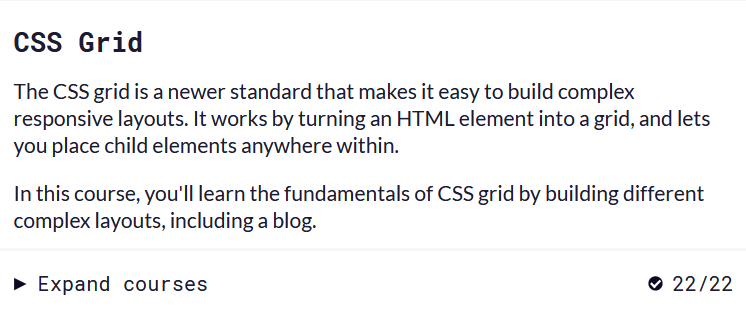 CSS Grid
The CSS grid is a newer standard that makes it easy to build complex
responsive layouts. It works by turning an HTML element into a grid, and lets
you place child elements anywhere within.
In this course, you'll learn the fundamentals of CSS grid by building different
complex layouts, including a blog.
Expand courses 22/22